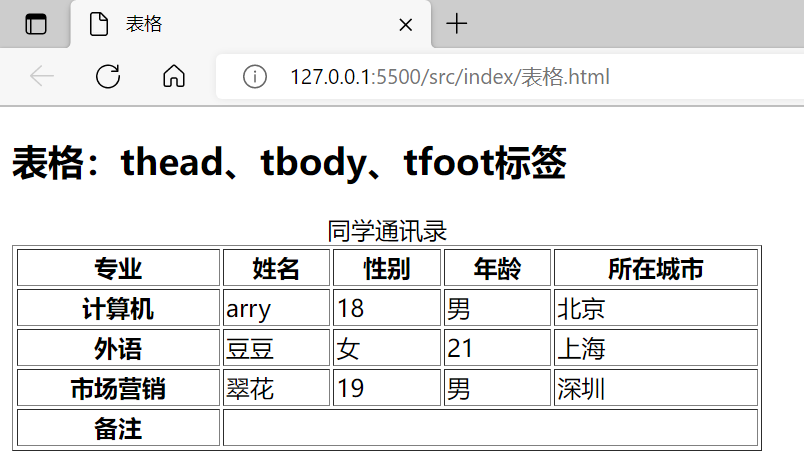 表格
127.0.0.1:5500/src/index/表格.html
表格：thead、tbody、tfoot标签
同学通讯录
专业 姓名 性别 年龄 所在城市
计算机 arry 18 男 北京
外语 豆豆 女 21 上海
市场营销 翠花 19 男 深圳
备注